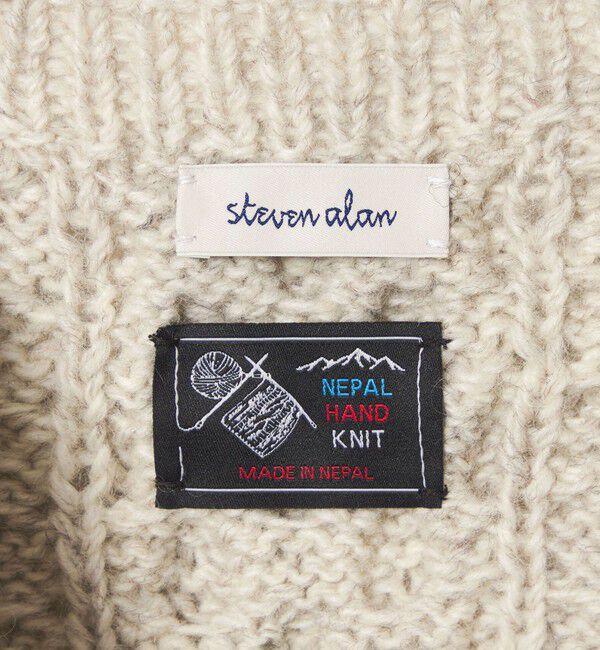 steven alan
NEPAL
HAND
KNIT
MADE IN NEPAL